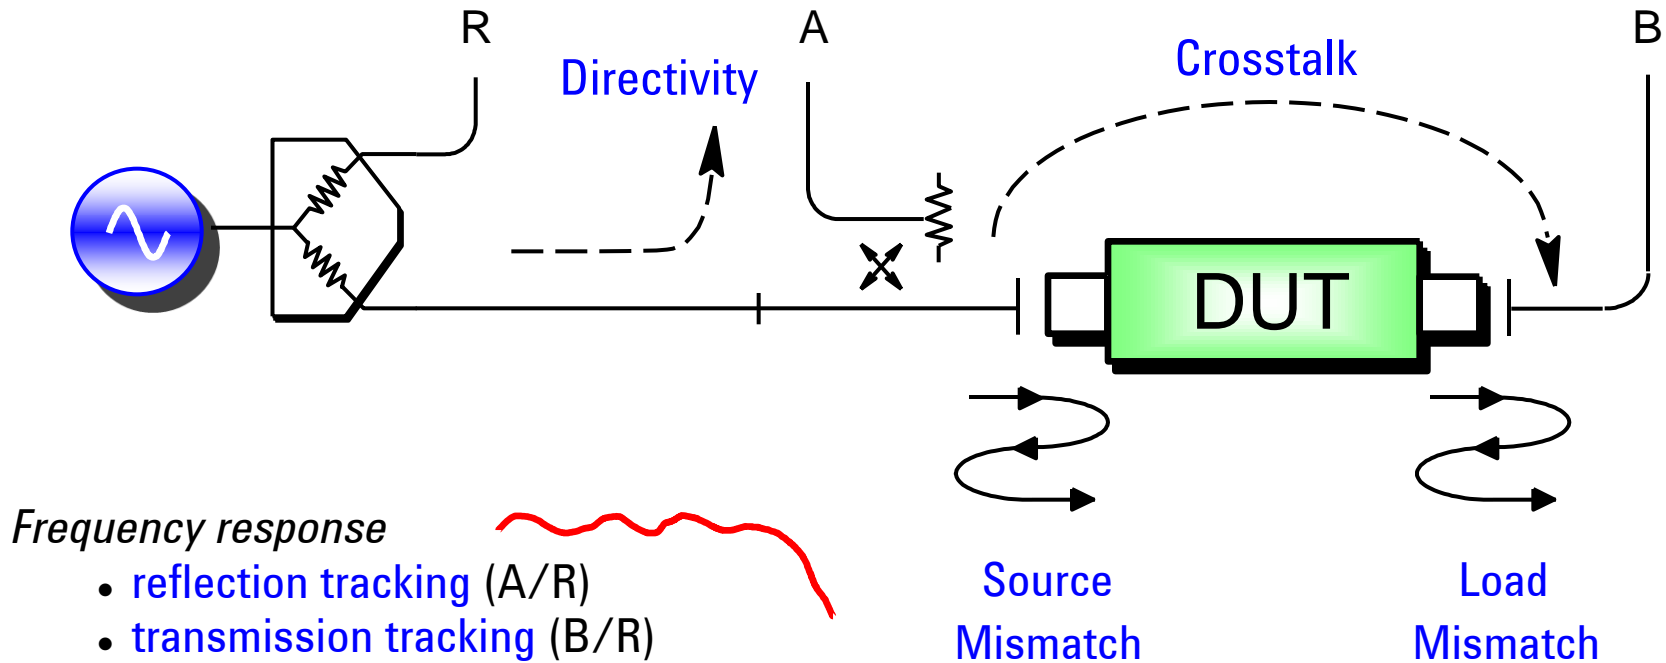 R
A
B
Directivity
Crosstalk
DUT
Frequency response
• reflection tracking (A/R)
• transmission tracking (B/R)
Source
Mismatch
Load
Mismatch